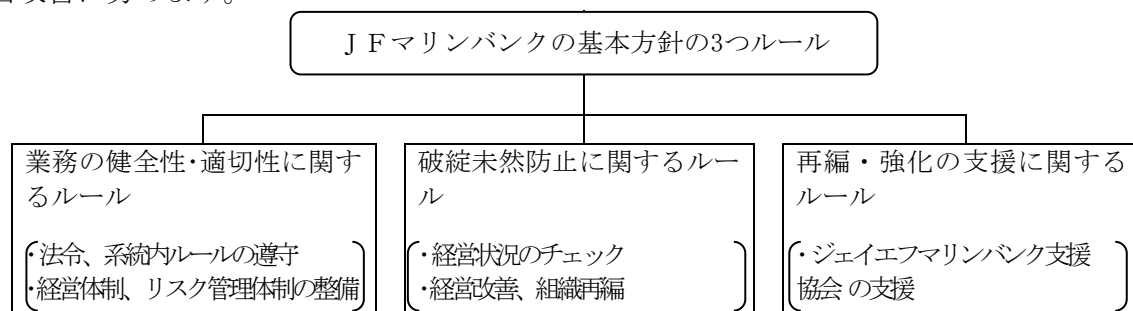 ＪＦマリンバンクの基本方針の3つルール
業務の健全性・適切性に関す
るルール
・法令、系統内ルールの遵守
・経営体制、リスク管理体制の整備
破綻未然防止に関するルー
ル
・経営状況のチェック
・経営改善、組織再編
再編・強化の支援に関する
ルール
・ジェイエフマリンバンク支援
協会 の支援